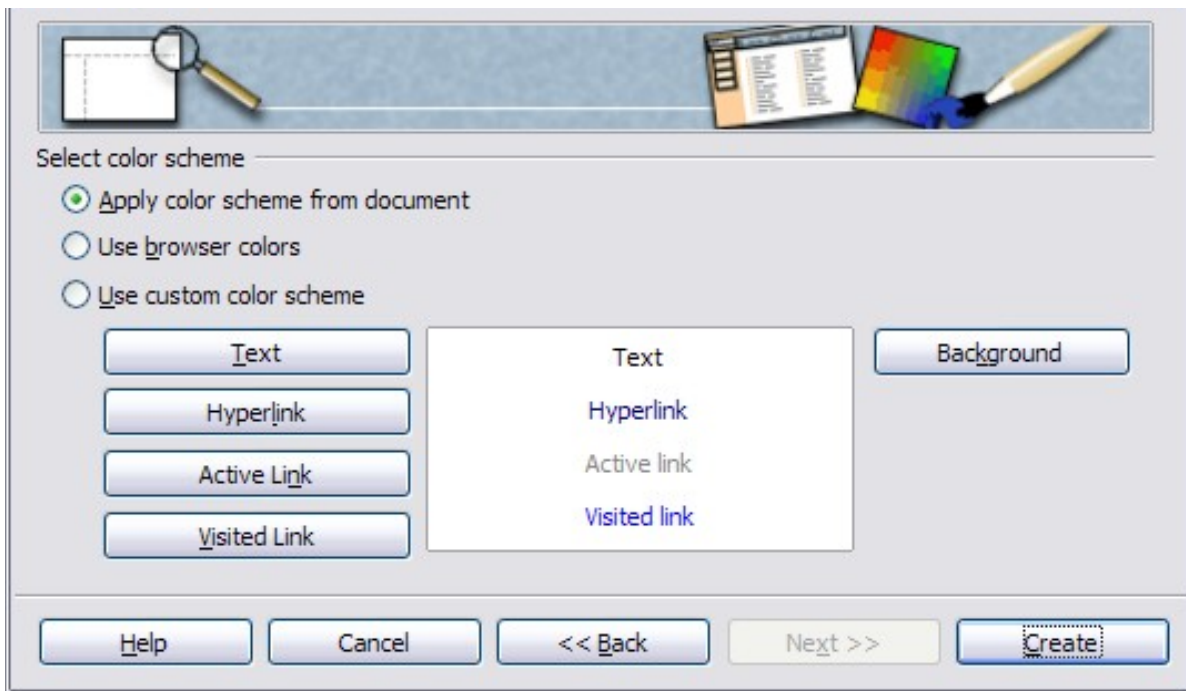 Select color scheme
Apply color scheme from document
Use browser colors
Use custom color scheme
Text
Text
Background
Hyperlink
Hyperlink
Active Link
Active link
Visited Link
Visited link
Help
Cancel
<< Back
Next >>
Create